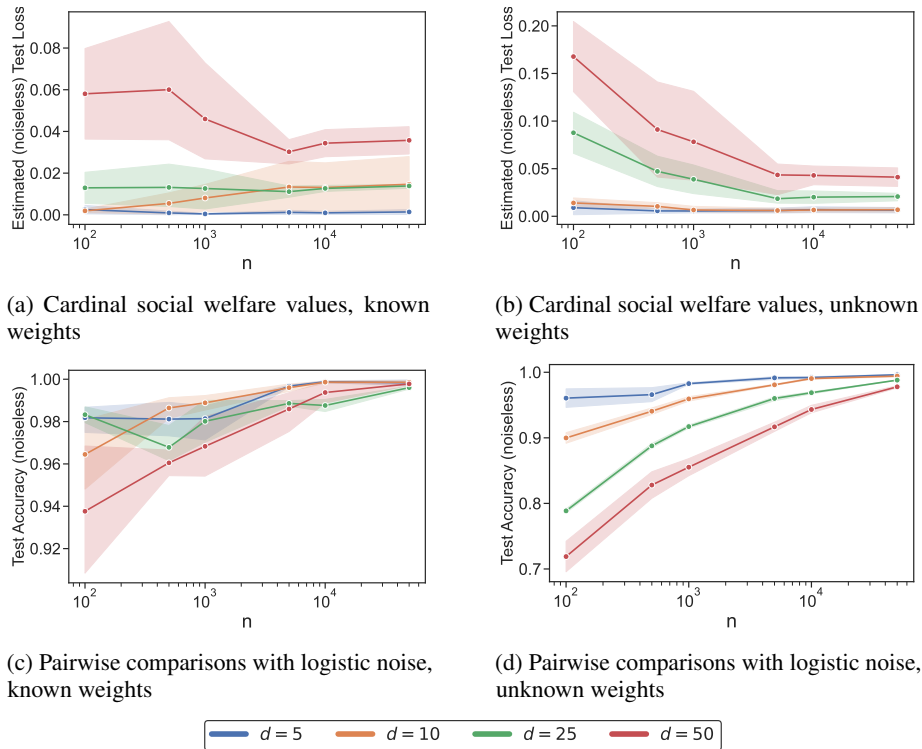 Estimated (noiseless) Test Loss
0.08
0.06
0.04
0.02
0.00
10²
10³
10⁴
n
(a) Cardinal social welfare values, known
weights
Estimated (noiseless) Test Loss
0.20
0.15
0.10
0.05
0.00
10²
10³
10⁴
n
(b) Cardinal social welfare values, unknown
weights
Test Accuracy (noiseless)
1.00
0.98
0.96
0.94
0.92
10²
10³
10⁴
n
(c) Pairwise comparisons with logistic noise,
known weights
Test Accuracy (noiseless)
1.0
0.9
0.8
0.7
10²
10³
10⁴
n
(d) Pairwise comparisons with logistic noise,
unknown weights
d = 5 d = 10 d = 25 d = 50